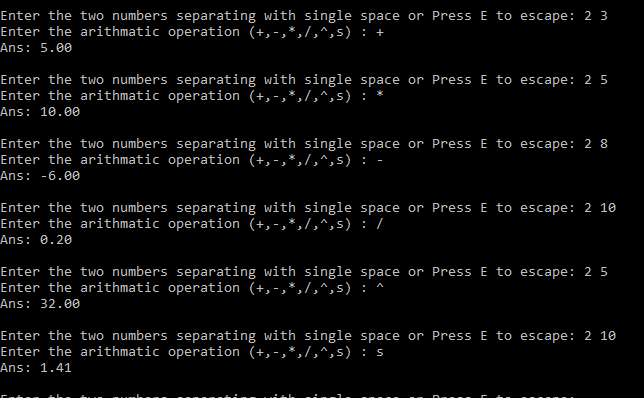 Enter the two numbers separating with single space or Press E to escape: 2 3
Enter the arithmatic operation (+,-,*,/,^,s) : +
Ans: 5.00
Enter the two numbers separating with single space or Press E to escape: 2 5
Enter the arithmatic operation (+,-,*,/,^,s) : *
Ans: 10.00
Enter the two numbers separating with single space or Press E to escape: 2 8
Enter the arithmatic operation (+,-,*,/,^,s) : -
Ans: -6.00
Enter the two numbers separating with single space or Press E to escape: 2 10
Enter the arithmatic operation (+,-,*,/,^,s) : /
Ans: 0.20
Enter the two numbers separating with single space or Press E to escape: 2 5
Enter the arithmatic operation (+,-,*,/,^,s) : ^
Ans: 32.00
Enter the two numbers separating with single space or Press E to escape: 2 10
Enter the arithmatic operation (+,-,*,/,^,s) : s
Ans: 1.41